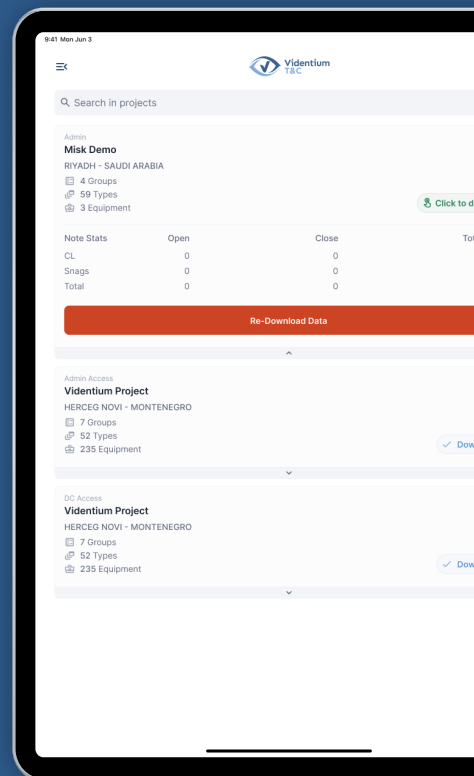 9:41 Mon Jun 3
Videntium
T&C
Search in projects
Admin
Misk Demo
RIYADH - SAUDI ARABIA
4 Groups
59 Types
3 Equipment
Click to d
Note Stats Open Close Tot
CL 0 0
Snags 0 0
Total 0 0
Re-Download Data
Admin Access
Videntium Project
HERCEG NOVI - MONTENEGRO
7 Groups
52 Types
235 Equipment
Dow
DC Access
Videntium Project
HERCEG NOVI - MONTENEGRO
7 Groups
52 Types
235 Equipment
Dow